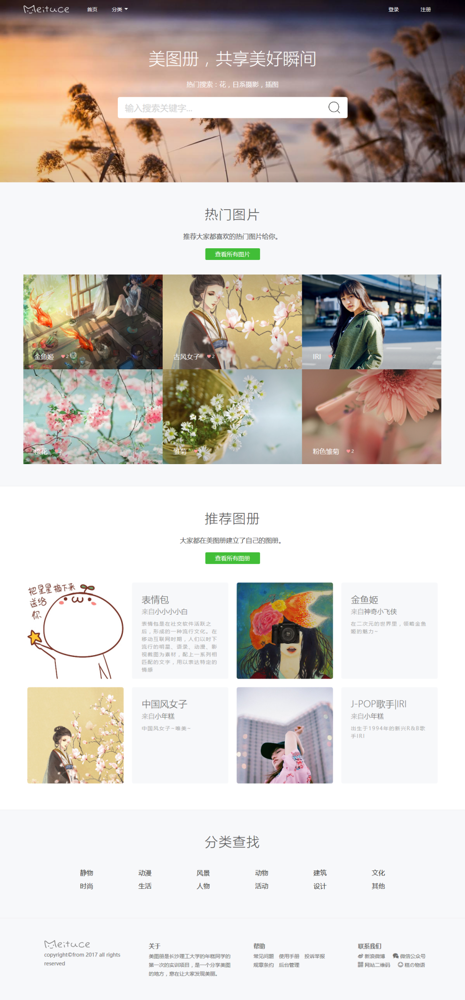 Meituce 首页 分类 登录 注册
美图册，共享美好瞬间
热门搜索：花，日系摄影，插图
输入搜索关键字...
热门图片
推荐大家都喜欢的热门图片给你。
查看所有图片
金鱼姬 2
古风女子 2
IRI 2
樱花 2
雏菊
粉色雏菊 2
推荐图册
大家都在美图册建立了自己的图册。
查看所有图册
把星星摘下来
送给
你
表情包
来自小小小小白
表情包是在社交软件活跃之
后，形成的一种流行文化。在
移动互联网时期，人们以时下
流行的明星、语录、动漫、影
视截图为素材，配上一系列相
匹配的文字，用以表达特定的
情感
金鱼姬
来自神奇小飞侠
在二次元的世界里，领略金鱼
姬的魅力~
中国风女子
来自小年糕
中国风女子~唯美~
J-POP歌手|IRI
来自小年糕
出生于1994年的新兴R&B歌
手IRI
分类查找
静物 动漫 风景 动物 建筑 文化
时尚 生活 人物 活动 设计 其他
Meituce
copyright©from 2017 all rights
reserved
关于
美图册是长沙理工大学的年糕同学的
第一次的实训项目，是一个分享美图
的地方，意在让大家发现美丽。
帮助
常见问题 使用手册 投诉举报
规章条约 后台管理
联系我们
新浪微博 微信公众号
网站二维码 糕の物语